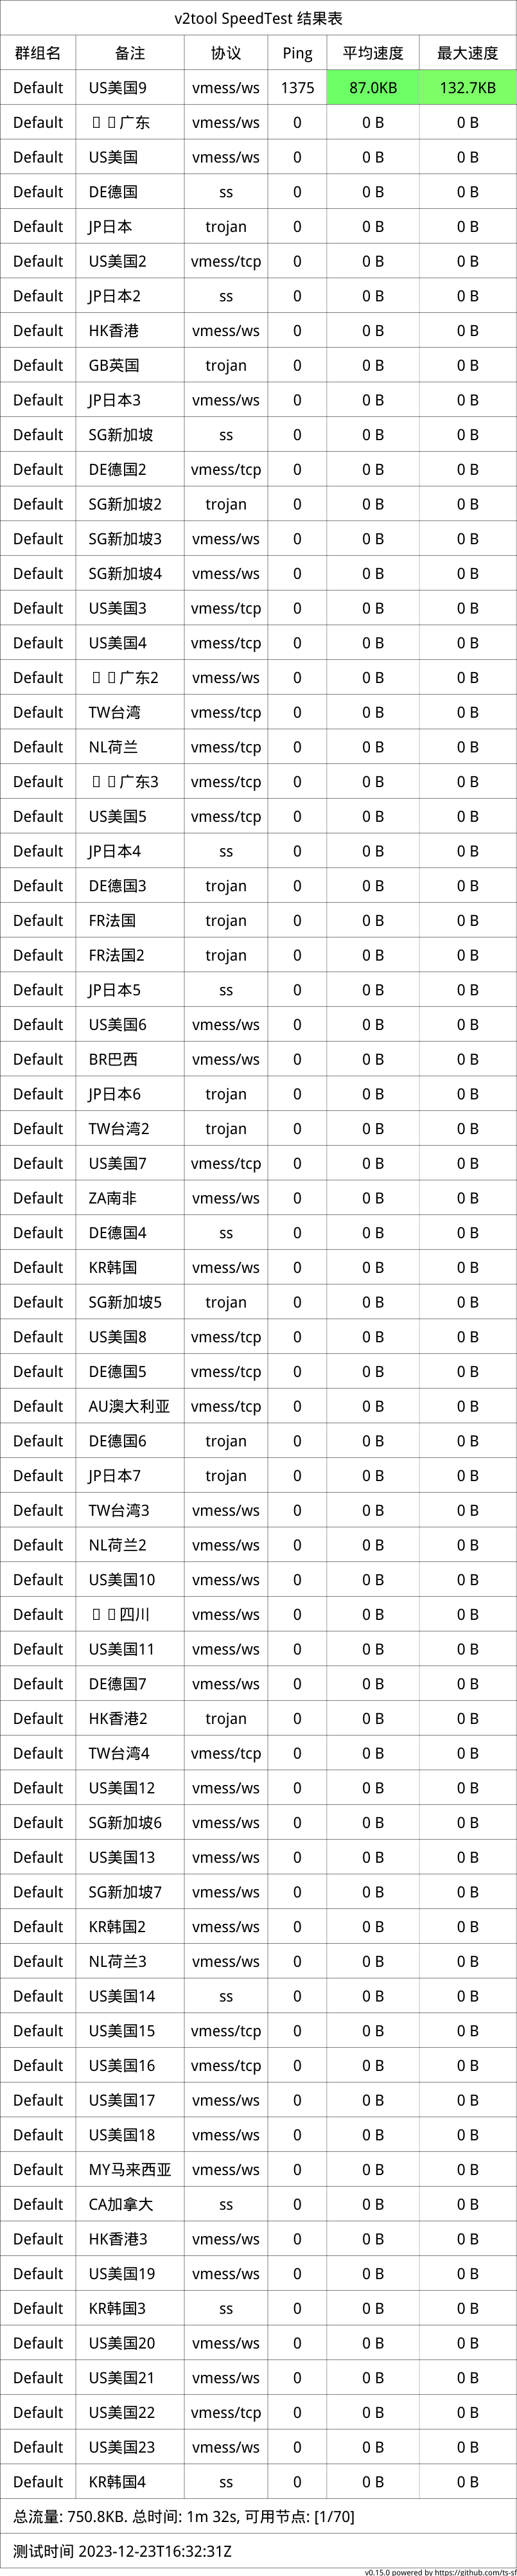 v2tool SpeedTest 结果表
群组名 备注 协议 Ping 平均速度 最大速度
Default US美国9 vmess/ws 1375 87.0KB 132.7KB
Default 广东 vmess/ws 0 0 B 0 B
Default US美国 vmess/ws 0 0 B 0 B
Default DE德国 ss 0 0 B 0 B
Default JP日本 trojan 0 0 B 0 B
Default US美国2 vmess/tcp 0 0 B 0 B
Default JP日本2 ss 0 0 B 0 B
Default HK香港 vmess/ws 0 0 B 0 B
Default GB英国 trojan 0 0 B 0 B
Default JP日本3 vmess/ws 0 0 B 0 B
Default SG新加坡 ss 0 0 B 0 B
Default DE德国2 vmess/tcp 0 0 B 0 B
Default SG新加坡2 trojan 0 0 B 0 B
Default SG新加坡3 vmess/ws 0 0 B 0 B
Default SG新加坡4 vmess/ws 0 0 B 0 B
Default US美国3 vmess/tcp 0 0 B 0 B
Default US美国4 vmess/tcp 0 0 B 0 B
Default 广东2 vmess/ws 0 0 B 0 B
Default TW台湾 vmess/tcp 0 0 B 0 B
Default NL荷兰 vmess/tcp 0 0 B 0 B
Default 广东3 vmess/tcp 0 0 B 0 B
Default US美国5 vmess/tcp 0 0 B 0 B
Default JP日本4 ss 0 0 B 0 B
Default DE德国3 trojan 0 0 B 0 B
Default FR法国 trojan 0 0 B 0 B
Default FR法国2 trojan 0 0 B 0 B
Default JP日本5 ss 0 0 B 0 B
Default US美国6 vmess/ws 0 0 B 0 B
Default BR巴西 vmess/ws 0 0 B 0 B
Default JP日本6 trojan 0 0 B 0 B
Default TW台湾2 trojan 0 0 B 0 B
Default US美国7 vmess/tcp 0 0 B 0 B
Default ZA南非 vmess/ws 0 0 B 0 B
Default DE德国4 ss 0 0 B 0 B
Default KR韩国 vmess/ws 0 0 B 0 B
Default SG新加坡5 trojan 0 0 B 0 B
Default US美国8 vmess/tcp 0 0 B 0 B
Default DE德国5 vmess/tcp 0 0 B 0 B
Default AU澳大利亚 vmess/tcp 0 0 B 0 B
Default DE德国6 trojan 0 0 B 0 B
Default JP日本7 trojan 0 0 B 0 B
Default TW台湾3 vmess/ws 0 0 B 0 B
Default NL荷兰2 vmess/ws 0 0 B 0 B
Default US美国10 vmess/ws 0 0 B 0 B
Default 四川 vmess/ws 0 0 B 0 B
Default US美国11 vmess/ws 0 0 B 0 B
Default DE德国7 vmess/ws 0 0 B 0 B
Default HK香港2 trojan 0 0 B 0 B
Default TW台湾4 vmess/tcp 0 0 B 0 B
Default US美国12 vmess/ws 0 0 B 0 B
Default SG新加坡6 vmess/ws 0 0 B 0 B
Default US美国13 vmess/ws 0 0 B 0 B
Default SG新加坡7 vmess/ws 0 0 B 0 B
Default KR韩国2 vmess/ws 0 0 B 0 B
Default NL荷兰3 vmess/ws 0 0 B 0 B
Default US美国14 ss 0 0 B 0 B
Default US美国15 vmess/tcp 0 0 B 0 B
Default US美国16 vmess/tcp 0 0 B 0 B
Default US美国17 vmess/ws 0 0 B 0 B
Default US美国18 vmess/ws 0 0 B 0 B
Default MY马来西亚 vmess/ws 0 0 B 0 B
Default CA加拿大 ss 0 0 B 0 B
Default HK香港3 vmess/ws 0 0 B 0 B
Default US美国19 vmess/ws 0 0 B 0 B
Default KR韩国3 ss 0 0 B 0 B
Default US美国20 vmess/ws 0 0 B 0 B
Default US美国21 vmess/ws 0 0 B 0 B
Default US美国22 vmess/tcp 0 0 B 0 B
Default US美国23 vmess/ws 0 0 B 0 B
Default KR韩国4 ss 0 0 B 0 B
总流量: 750.8KB. 总时间: 1m 32s, 可用节点: [1/70]
测试时间 2023-12-23T16:32:31Z
v0.15.0 powered by https://github.com/ts-sf